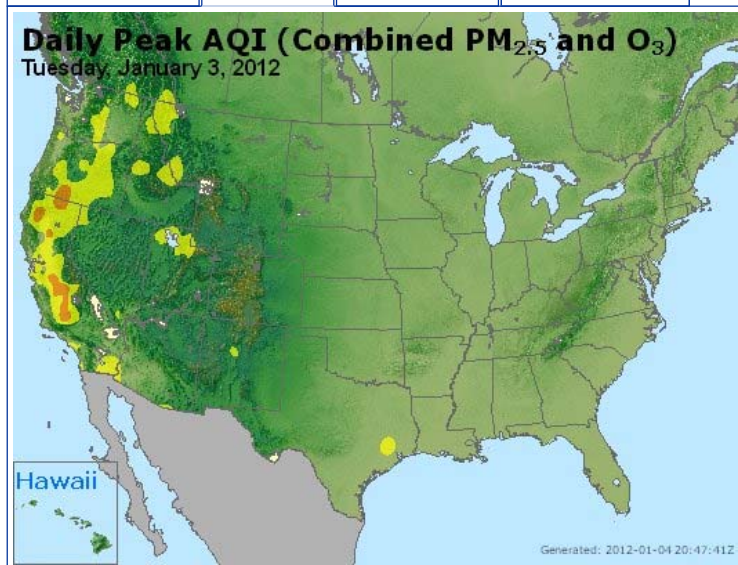 Daily Peak AQI (Combined PM2.5 and O3)
Tuesday, January 3, 2012
Hawaii
Generated: 2012-01-04 20:47:41Z